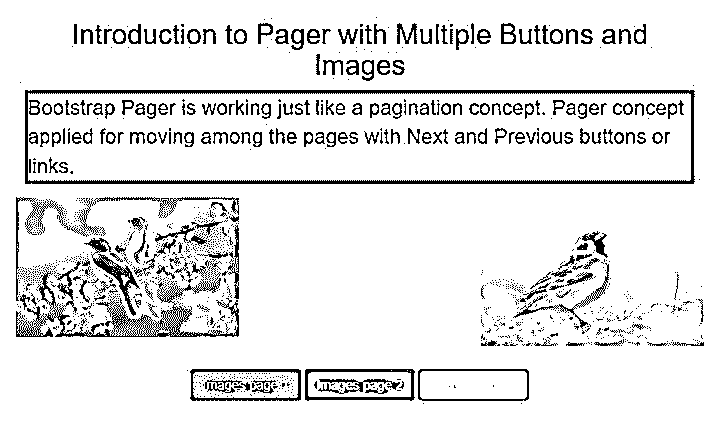 Introduction to Pager with Multiple Buttons and
Images
Bootstrap Pager is working just like a pagination concept. Pager concept
applied for moving among the pages with Next and Previous buttons or
links.
Images page
Images page 2